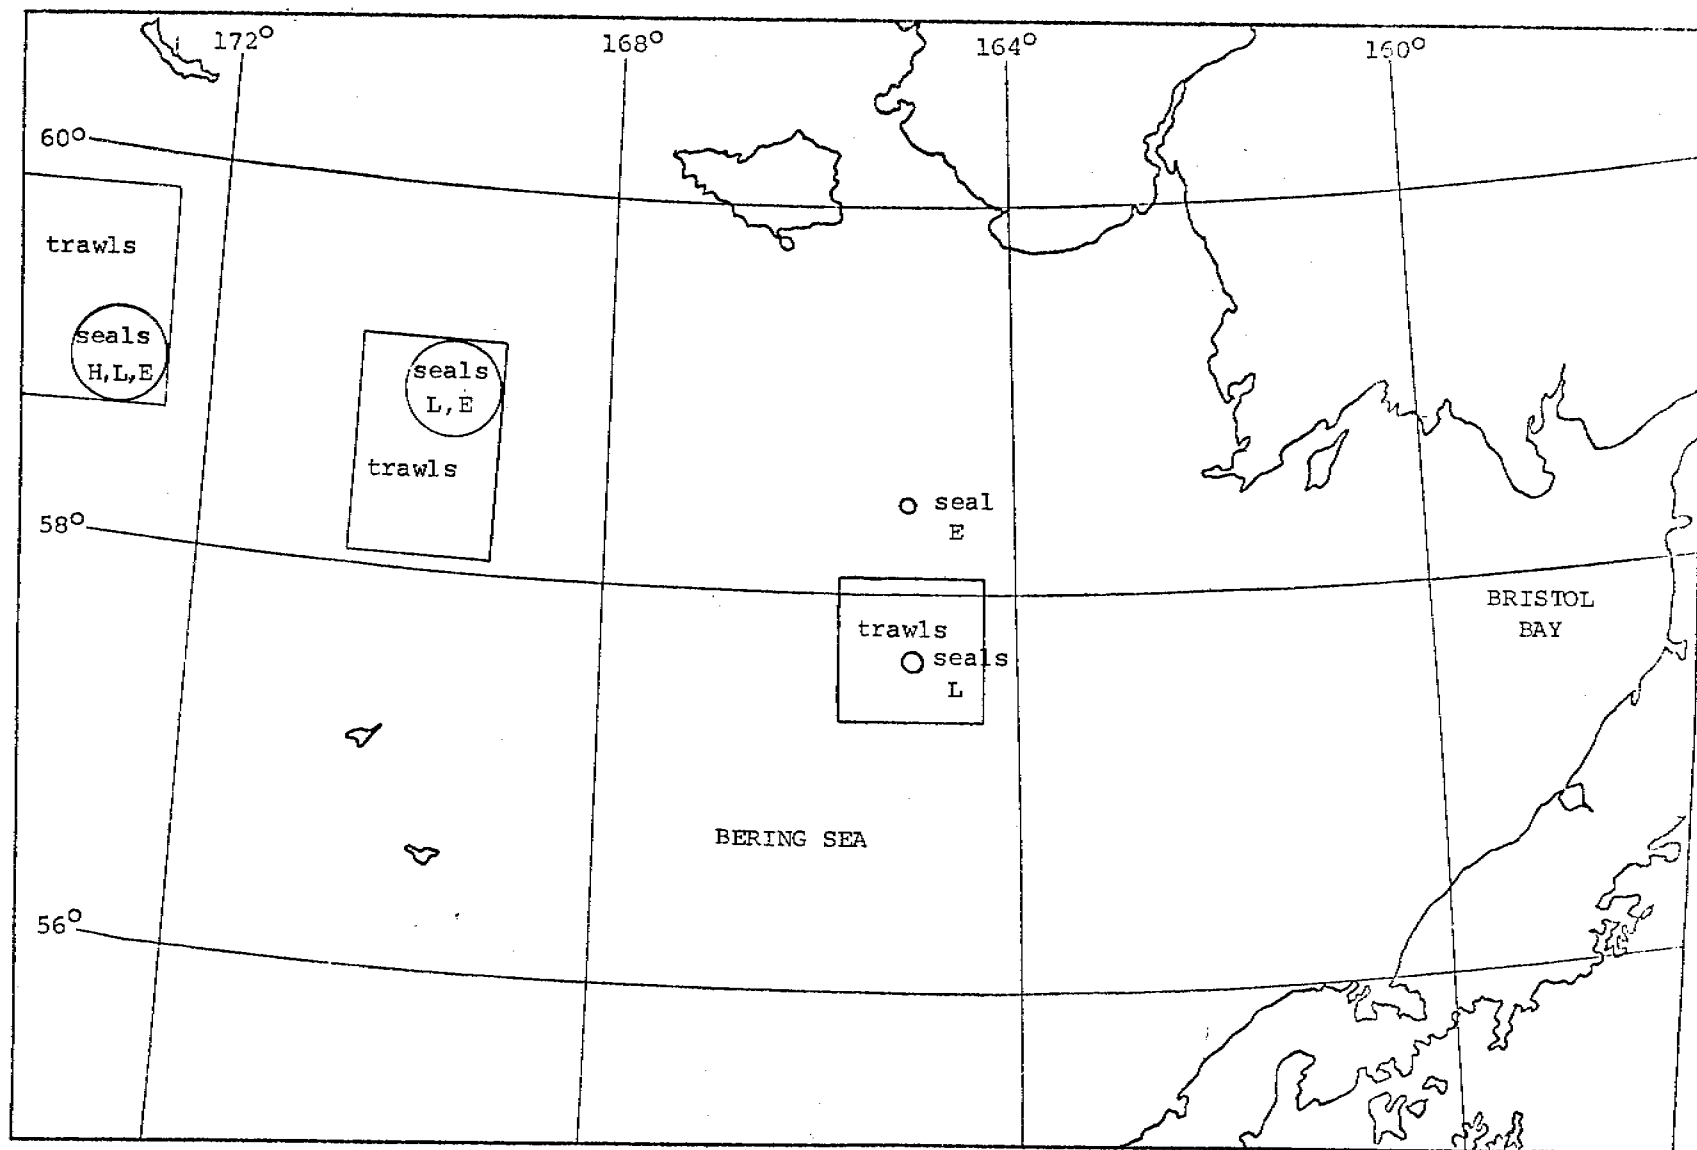 172°
168°
164°
160°
60°
trawls
seals
H,L,E
seals
L,E
trawls
58°
seal
E
trawls
seals
L
BRISTOL
BAY
BERING SEA
56°